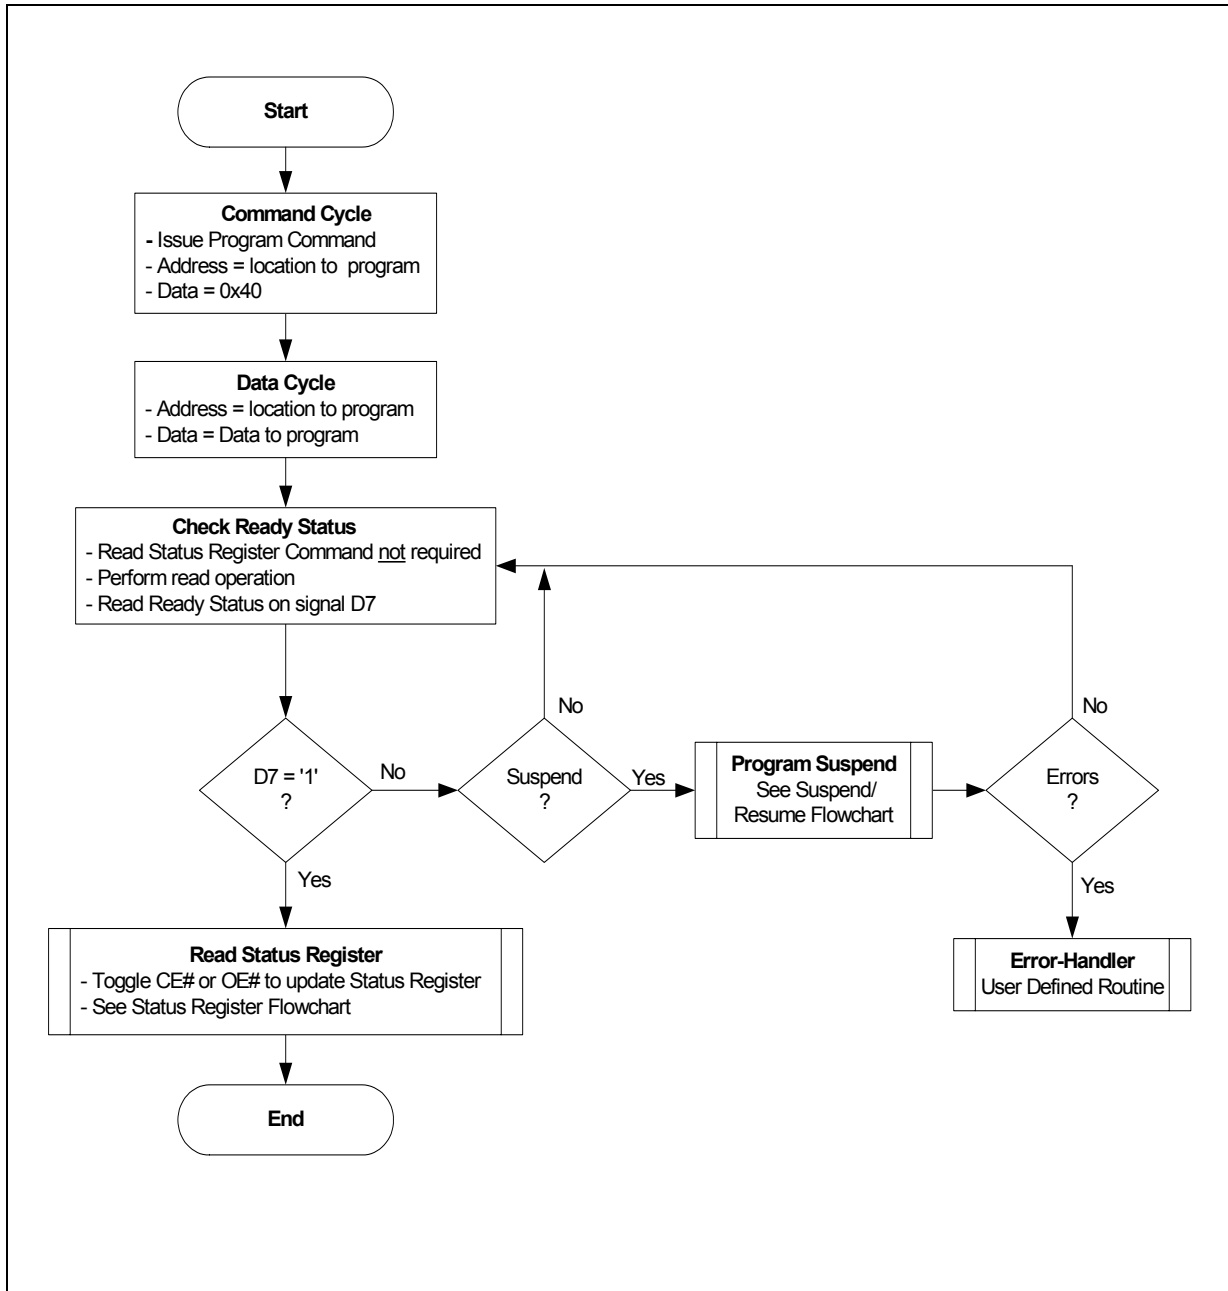 Start
Command Cycle
- Issue Program Command
- Address = location to program
- Data = 0x40
Data Cycle
- Address = location to program
- Data = Data to program
Check Ready Status
- Read Status Register Command not required
- Perform read operation
- Read Ready Status on signal D7
D7 = '1'
?
No
Suspend
?
No
Yes
Program Suspend
See Suspend/
Resume Flowchart
Errors
?
No
Yes
Error-Handler
User Defined Routine
Yes
Read Status Register
- Toggle CE# or OE# to update Status Register
- See Status Register Flowchart
End